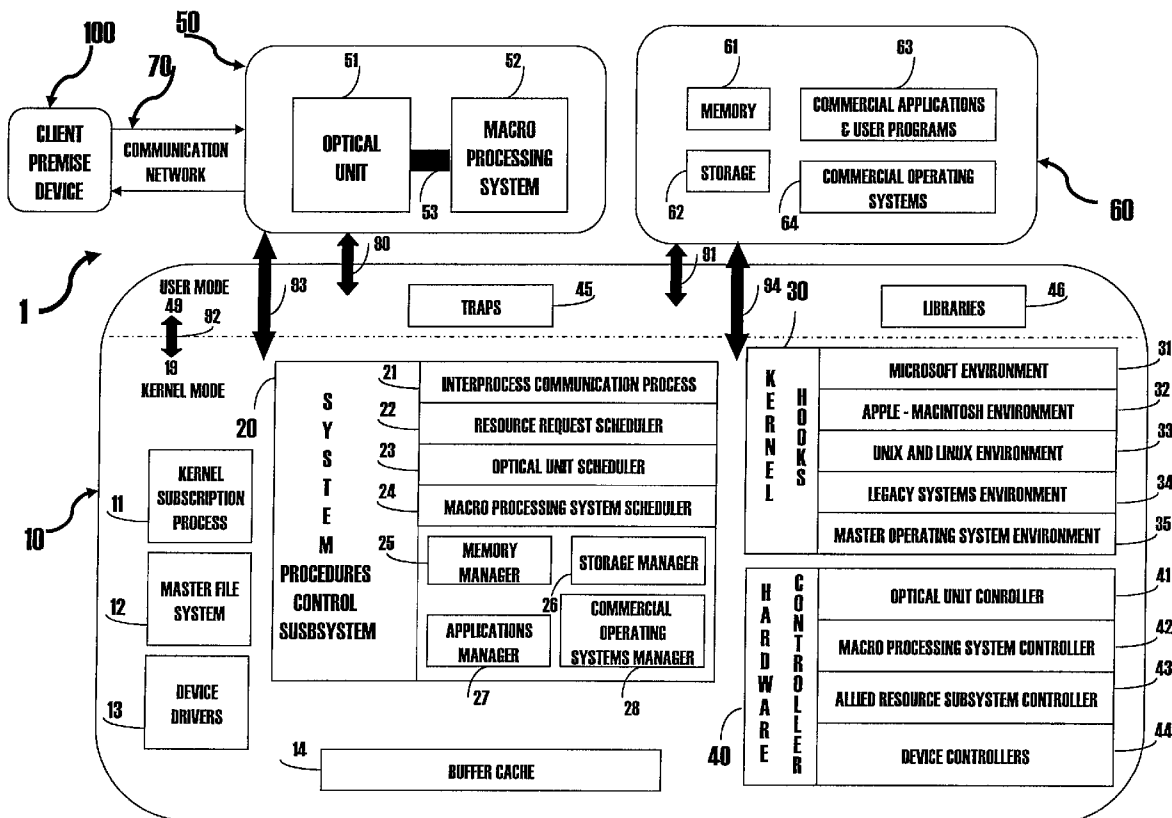 100
50
70
CLIENT
PREMISE
DEVICE
COMMUNICATION
NETWORK
51
52
OPTICAL
UNIT
MACRO
PROCESSING
SYSTEM
53
61
63
MEMORY
COMMERCIAL APPLICATIONS
& USER PROGRAMS
STORAGE
COMMERCIAL OPERATING
SYSTEMS
62
64
60
1
90
91
93
94
USER MODE
49
92
19
KERNEL MODE
TRAPS
45
30
LIBRARIES
46
10
11
KERNEL
SUBSCRIPTION
PROCESS
12
MASTER FILE
SYSTEM
13
DEVICE
DRIVERS
14
BUFFER CACHE
20
SYSTEM
PROCEDURES
CONTROL
SUSBSYSTEM
21
INTERPROCESS COMMUNICATION PROCESS
22
RESOURCE REQUEST SCHEDULER
23
OPTICAL UNIT SCHEDULER
24
MACRO PROCESSING SYSTEM SCHEDULER
25
MEMORY
MANAGER
STORAGE MANAGER
26
APPLICATIONS
MANAGER
COMMERCIAL
OPERATING
SYSTEMS MANAGER
27
28
KERNEL
HOOKS
MICROSOFT ENVIRONMENT
31
APPLE - MACINTOSH ENVIRONMENT
32
UNIX AND LINUX ENVIRONMENT
33
LEGACY SYSTEMS ENVIRONMENT
34
MASTER OPERATING SYSTEM ENVIRONMENT
35
40
HARDWARE
CONTROLLER
OPTICAL UNIT CONROLLER
41
MACRO PROCESSING SYSTEM CONTROLLER
42
ALLIED RESOURCE SUBSYSTEM CONTROLLER
43
DEVICE CONTROLLERS
44